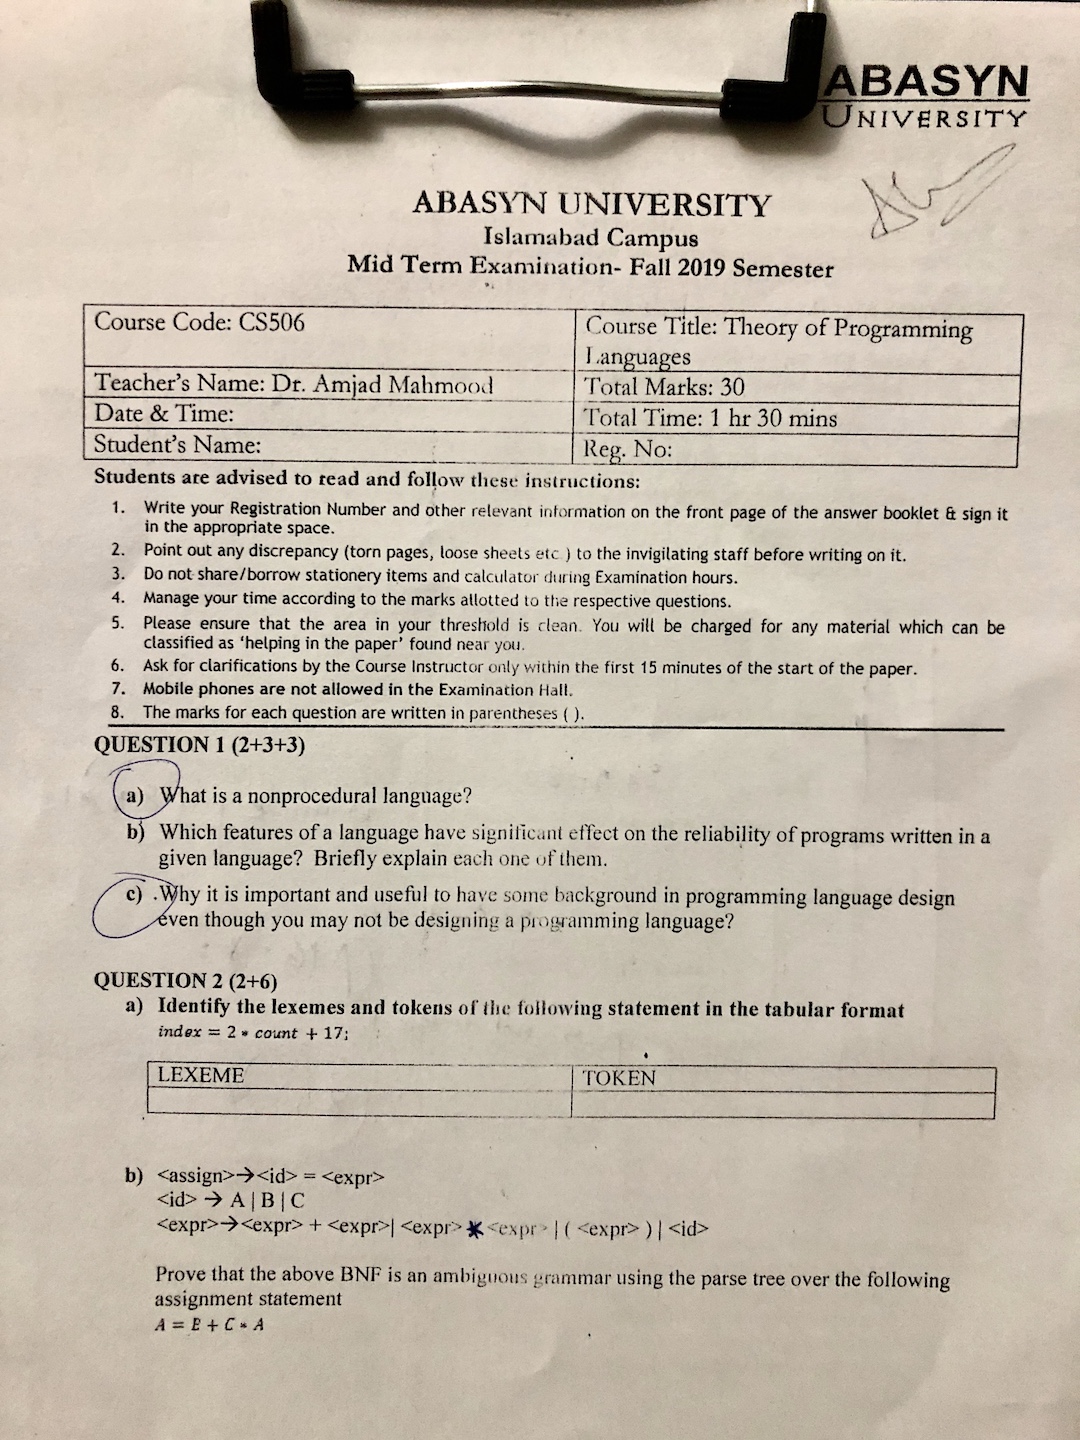 ABASYN
UNIVERSITY
ABASYN UNIVERSITY
Islamabad Campus
Mid Term Examination- Fall 2019 Semester
Course Code: CS506
Course Title: Theory of Programming
Languages
Teacher's Name: Dr. Amjad Mahmood
Total Marks: 30
Date & Time:
Total Time: 1 hr 30 mins
Student's Name:
Reg. No:
Students are advised to read and follow these instructions:
1. Write your Registration Number and other relevant information on the front page of the answer booklet & sign it
in the appropriate space.
2. Point out any discrepancy (torn pages, loose sheets etc ) to the invigilating staff before writing on it.
3. Do not share/borrow stationery items and calculator during Examination hours.
4. Manage your time according to the marks allotted to the respective questions.
5. Please ensure that the area in your threshold is clean. You will be charged for any material which can be
classified as 'helping in the paper' found near you.
6. Ask for clarifications by the Course Instructor only within the first 15 minutes of the start of the paper.
7. Mobile phones are not allowed in the Examination Hall.
8. The marks for each question are written in parentheses ( ).
QUESTION 1 (2+3+3)
a) What is a nonprocedural language?
b) Which features of a language have significant effect on the reliability of programs written in a
given language? Briefly explain each one of them.
c) .Why it is important and useful to have some background in programming language design
even though you may not be designing a programming language?
QUESTION 2 (2+6)
a) Identify the lexemes and tokens of the following statement in the tabular format
index = 2 * count + 17;
LEXEME
TOKEN
b) <assign>→<id> = <expr>
<id> → A | B | C
<expr>→<expr> + <expr>| <expr> * <expr> | ( <expr> ) | <id>
Prove that the above BNF is an ambiguous grammar using the parse tree over the following
assignment statement
A = B + C * A